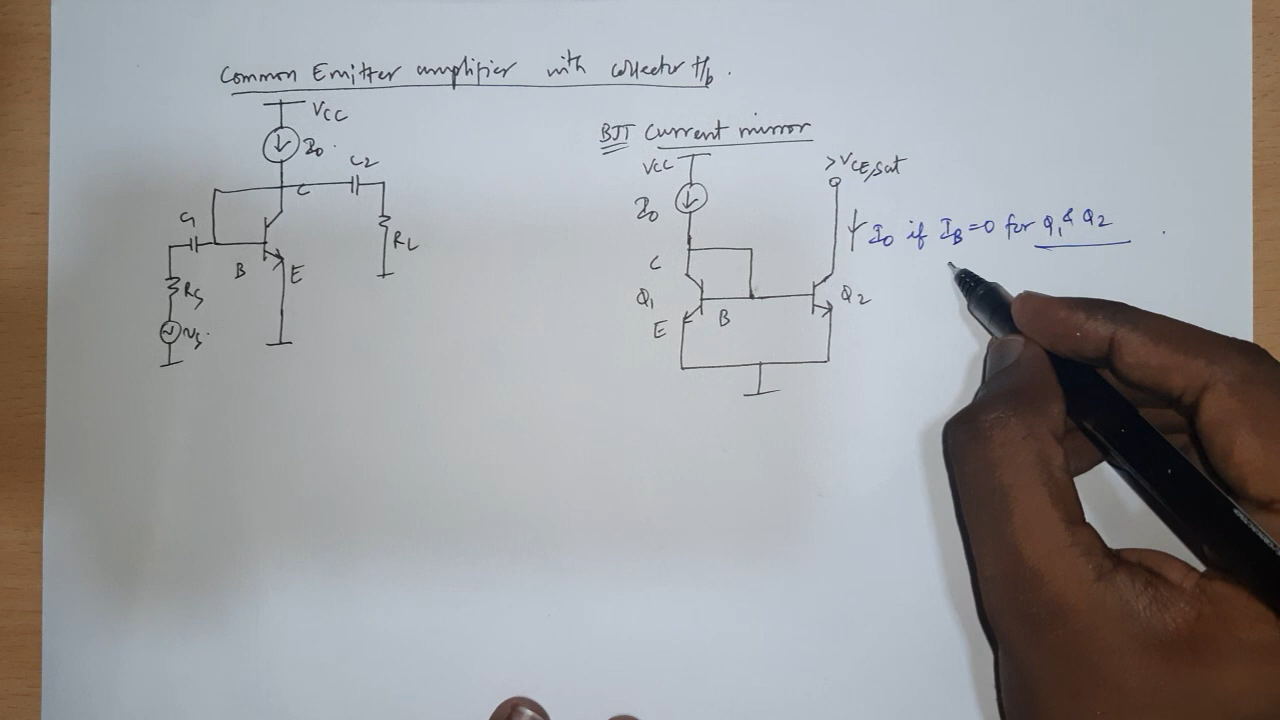 Common Emitter amplifier with collector f/b.
VCC
I0
C2
C
C1
RL
B
E
RS
vs
BJT Current mirror
VCC
>VCE,sat
I0
I0 if IB=0 for Q1 & Q2
C
Q1
Q2
E
B